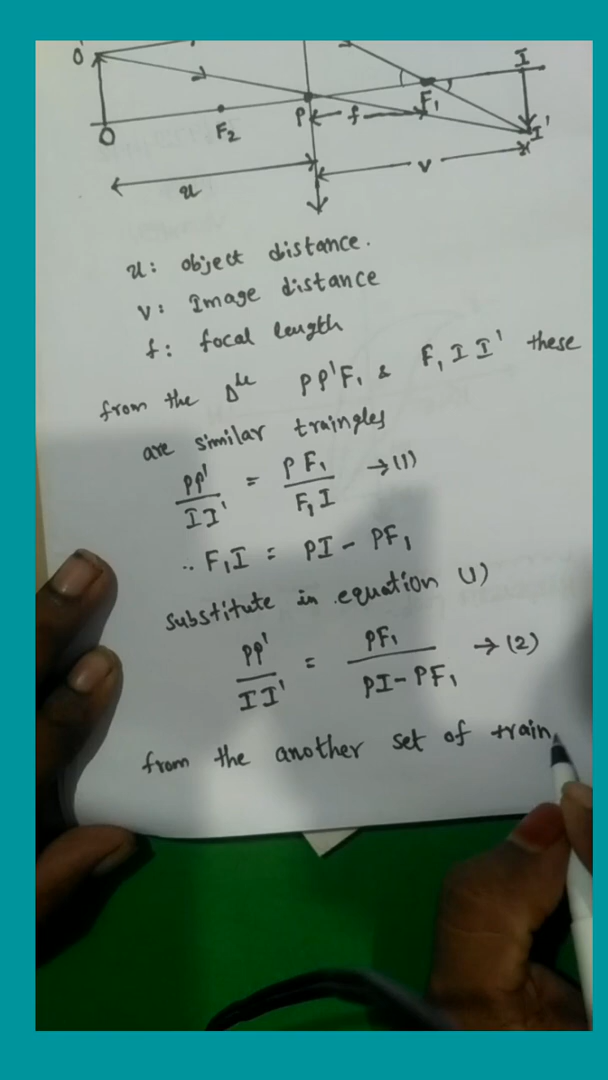 O'
I
O
F₂
P
f
F₁
I'
u
v
u: object distance.
v: Image distance
f: focal length
from the Δle PP'F₁ & F₁ I I' these
are similar traingles
PP'/II' = PF₁/F₁I →(1)
∴ F₁I = PI - PF₁
substitute in equation (1)
PP'/II' = PF₁/PI-PF₁ →(2)
from the another set of train